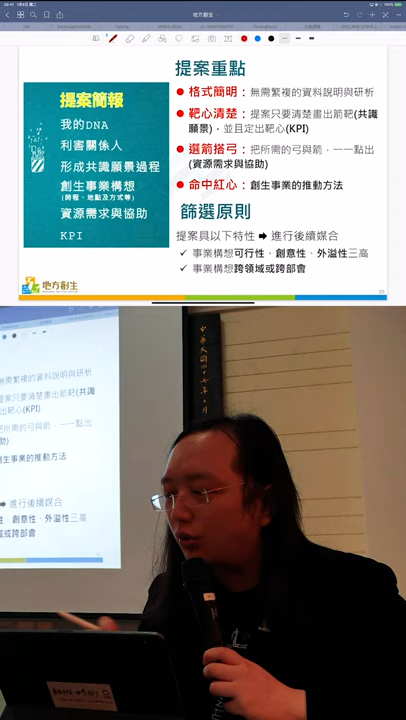 地方創生
提案重點
提案簡報
我的DNA
利害關係人
形成共識願景過程
創生事業構想
(時程、地點及方式等)
資源需求與協助
KPI
格式簡明：無需繁複的資料說明與研析
靶心清楚：提案只要清楚畫出箭靶(共識
願景)，並且定出靶心(KPI)
選箭搭弓：把所需的弓與箭，一一點出
(資源需求與協助)
命中紅心：創生事業的推動方法
篩選原則
提案具以下特性➡進行後續媒合
✓ 事業構想可行性、創意性、外溢性三高
✓ 事業構想跨領域或跨部會
地方創生
無需繁複的資料說明與研析
提案只要清楚畫出箭靶(共識
出靶心(KPI)
把所需的弓與箭，一一點出
助)
創生事業的推動方法
➡進行後續媒合
性、創意性、外溢性三高
域或跨部會